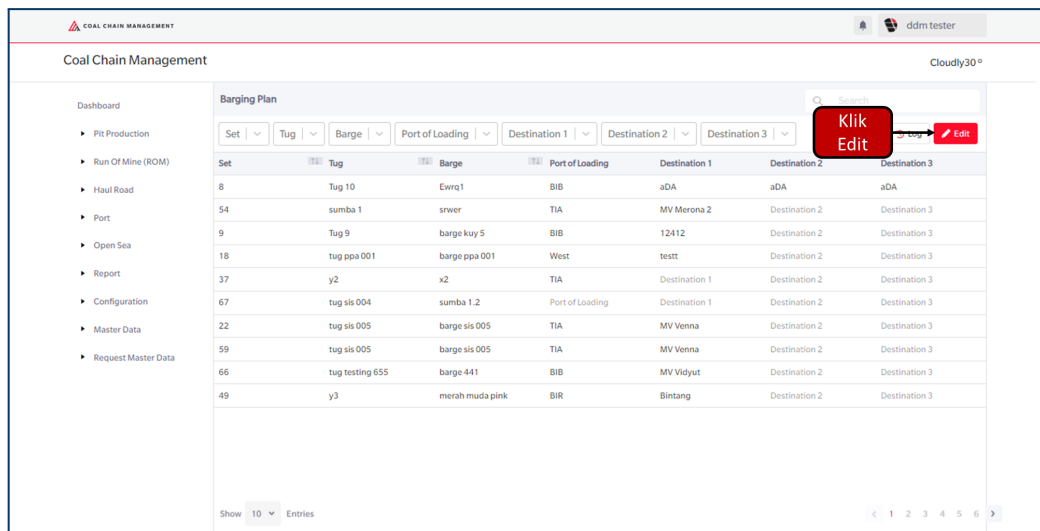 COAL CHAIN MANAGEMENT
ddm tester
Coal Chain Management
Cloudly30°
Dashboard
Pit Production
Run Of Mine (ROM)
Haul Road
Port
Open Sea
Report
Configuration
Master Data
Request Master Data
Barging Plan
Search
Set Tug Barge Port of Loading Destination 1 Destination 2 Destination 3 Log Edit
Klik
Edit
Set Tug Barge Port of Loading Destination 1 Destination 2 Destination 3
8 Tug 10 Ewrq1 BIB aDA aDA aDA
54 sumba 1 srwer TIA MV Merona 2 Destination 2 Destination 3
9 Tug 9 barge kuy 5 BIB 12412 Destination 2 Destination 3
18 tug ppa 001 barge ppa 001 West testt Destination 2 Destination 3
37 y2 x2 TIA Destination 1 Destination 2 Destination 3
67 tug sis 004 sumba 1.2 Port of Loading Destination 1 Destination 2 Destination 3
22 tug sis 005 barge sis 005 TIA MV Venna Destination 2 Destination 3
59 tug sis 005 barge sis 005 TIA MV Venna Destination 2 Destination 3
66 tug testing 655 barge 441 BIB MV Vidyut Destination 2 Destination 3
49 y3 merah muda pink BIR Bintang Destination 2 Destination 3
Show 10 Entries
1 2 3 4 5 6